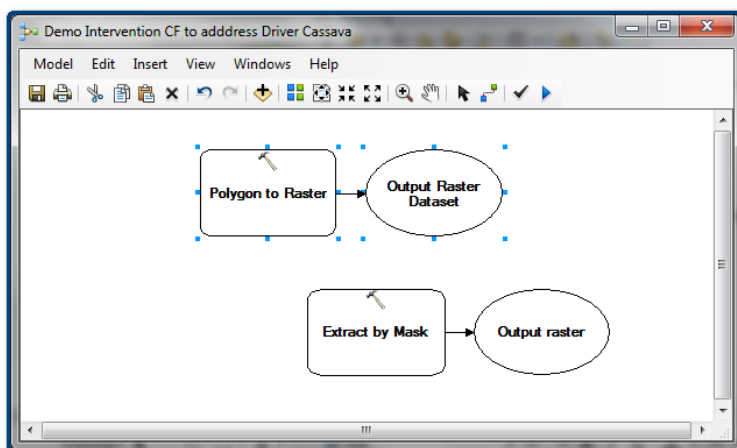 Demo Intervention CF to adddress Driver Cassava
Model Edit Insert View Windows Help
Polygon to Raster
Output Raster
Dataset
Extract by Mask
Output raster